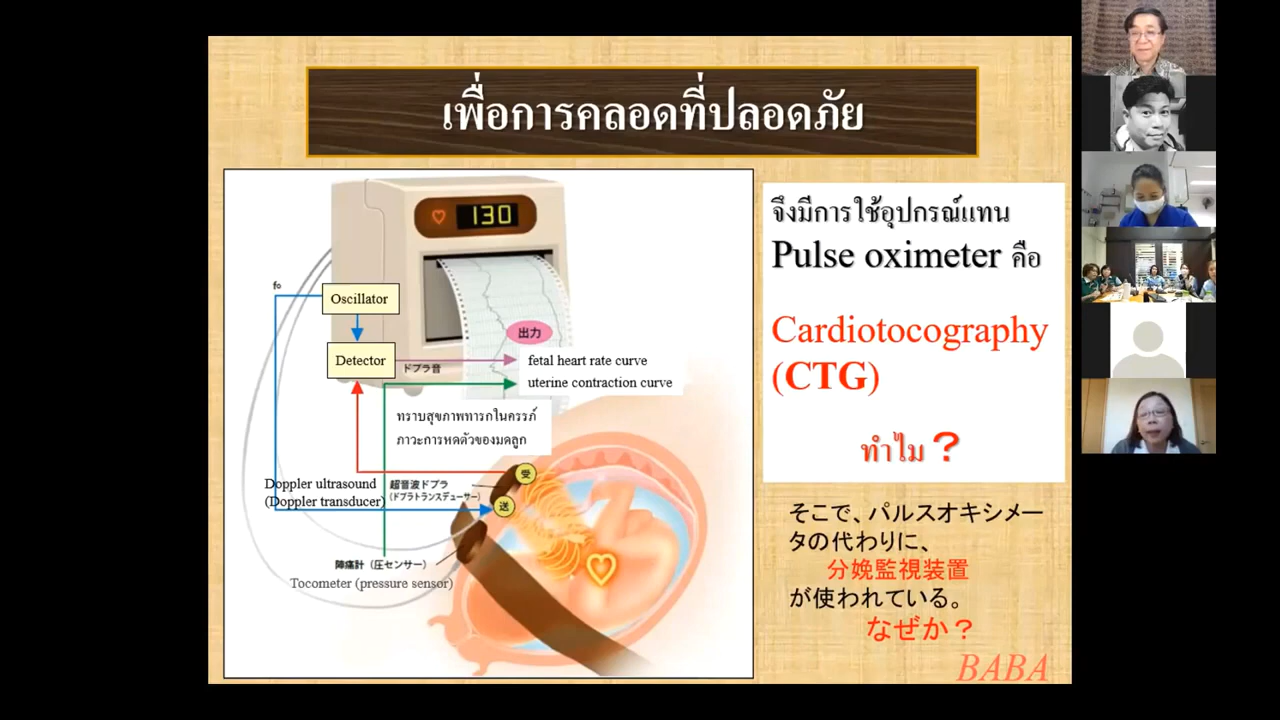 เพื่อการคลอดที่ปลอดภัย
130
fo
Oscillator
Detector
ドプラ音
出力
fetal heart rate curve
uterine contraction curve
ทราบสุขภาพทารกในครรภ์
ภาวะการหดตัวของมดลูก
受
送
Doppler ultrasound
(Doppler transducer)
超音波ドプラ
(ドプラトランスデューサー)
陣痛計（圧センサー）
Tocometer (pressure sensor)
จึงมีการใช้อุปกรณ์แทน
Pulse oximeter คือ
Cardiotocography
(CTG)
ทำไม ?
そこで、パルスオキシメー
タの代わりに、
分娩監視装置
が使われている。
なぜか？
BABA